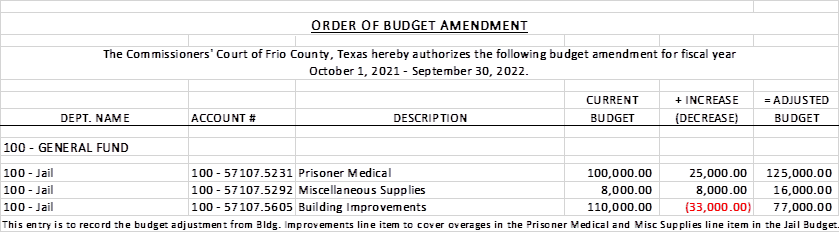 ORDER OF BUDGET AMENDMENT
The Commissioners' Court of Frio County, Texas hereby authorizes the following budget amendment for fiscal year
October 1, 2021 - September 30, 2022.
CURRENT + INCREASE = ADJUSTED
DEPT. NAME ACCOUNT # DESCRIPTION BUDGET (DECREASE) BUDGET
100 - GENERAL FUND
100 - Jail 100 - 57107.5231 Prisoner Medical 100,000.00 25,000.00 125,000.00
100 - Jail 100 - 57107.5292 Miscellaneous Supplies 8,000.00 8,000.00 16,000.00
100 - Jail 100 - 57107.5605 Building Improvements 110,000.00 (33,000.00) 77,000.00
This entry is to record the budget adjustment from Bldg. Improvements line item to cover overages in the Prisoner Medical and Misc Supplies line item in the Jail Budget.